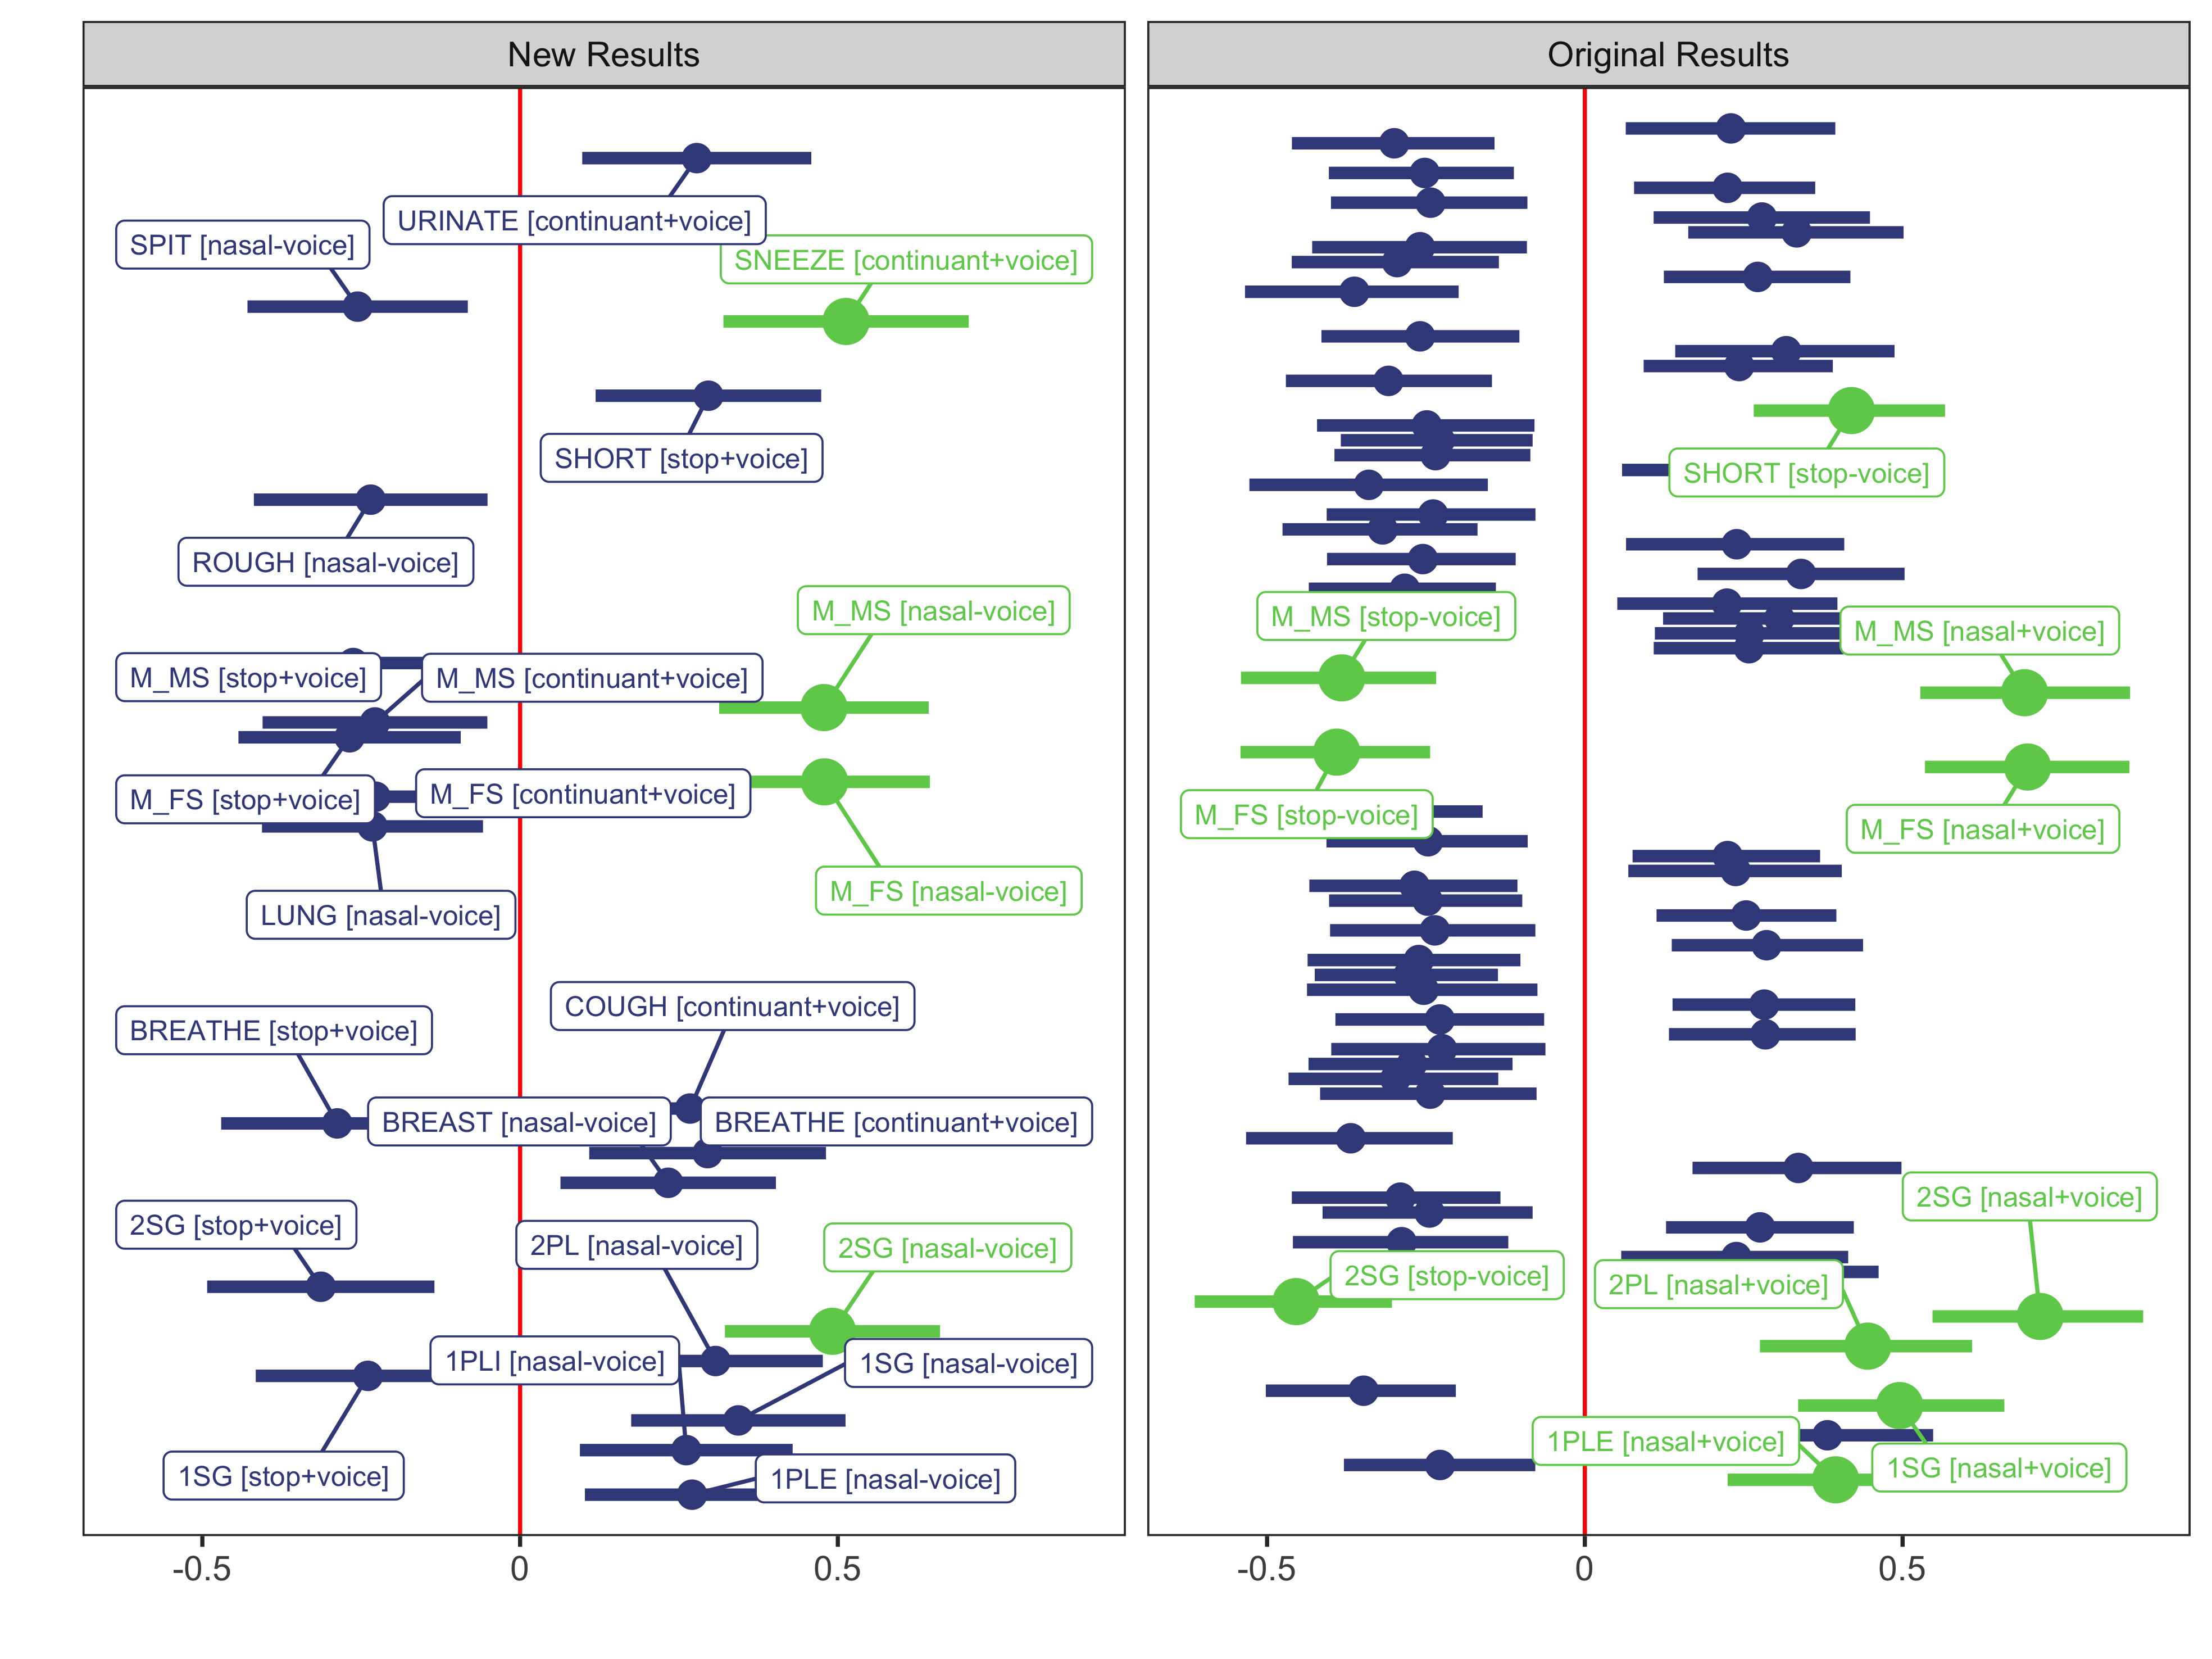 New Results
URINATE [continuant+voice]
SPIT [nasal-voice]
SNEEZE [continuant+voice]
SHORT [stop+voice]
ROUGH [nasal-voice]
M_MS [nasal-voice]
M_MS [stop+voice]
M_MS [continuant+voice]
M_FS [stop+voice]
M_FS [continuant+voice]
M_FS [nasal-voice]
LUNG [nasal-voice]
COUGH [continuant+voice]
BREATHE [stop+voice]
BREAST [nasal-voice]
BREATHE [continuant+voice]
2SG [stop+voice]
2PL [nasal-voice]
2SG [nasal-voice]
1PLI [nasal-voice]
1SG [nasal-voice]
1SG [stop+voice]
1PLE [nasal-voice]
-0.5
0
0.5
Original Results
SHORT [stop-voice]
M_MS [stop-voice]
M_MS [nasal+voice]
M_FS [stop-voice]
M_FS [nasal+voice]
2SG [nasal+voice]
2SG [stop-voice]
2PL [nasal+voice]
1PLE [nasal+voice]
1SG [nasal+voice]
-0.5
0
0.5